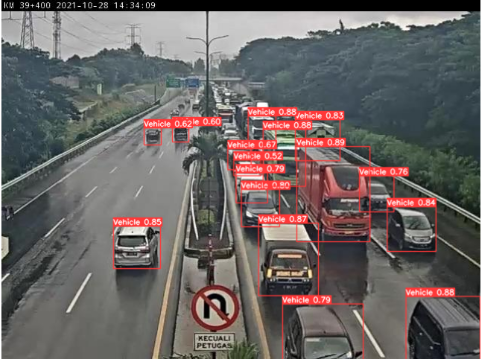 KM 39+400 2021-10-28 14:34:09
Vehicle 0.88
Vehicle 0.83
Vehicle 0.62
le 0.60
Vehicle 0.88
Vehicle 0.67
Vehicle 0.89
Vehicle 0.52
Vehicle 0.79
Vehicle 0.76
Vehicle 0.80
Vehicle 0.84
Vehicle 0.85
Vehicle 0.87
Vehicle 0.88
Vehicle 0.79
KECUALI
PETUGAS